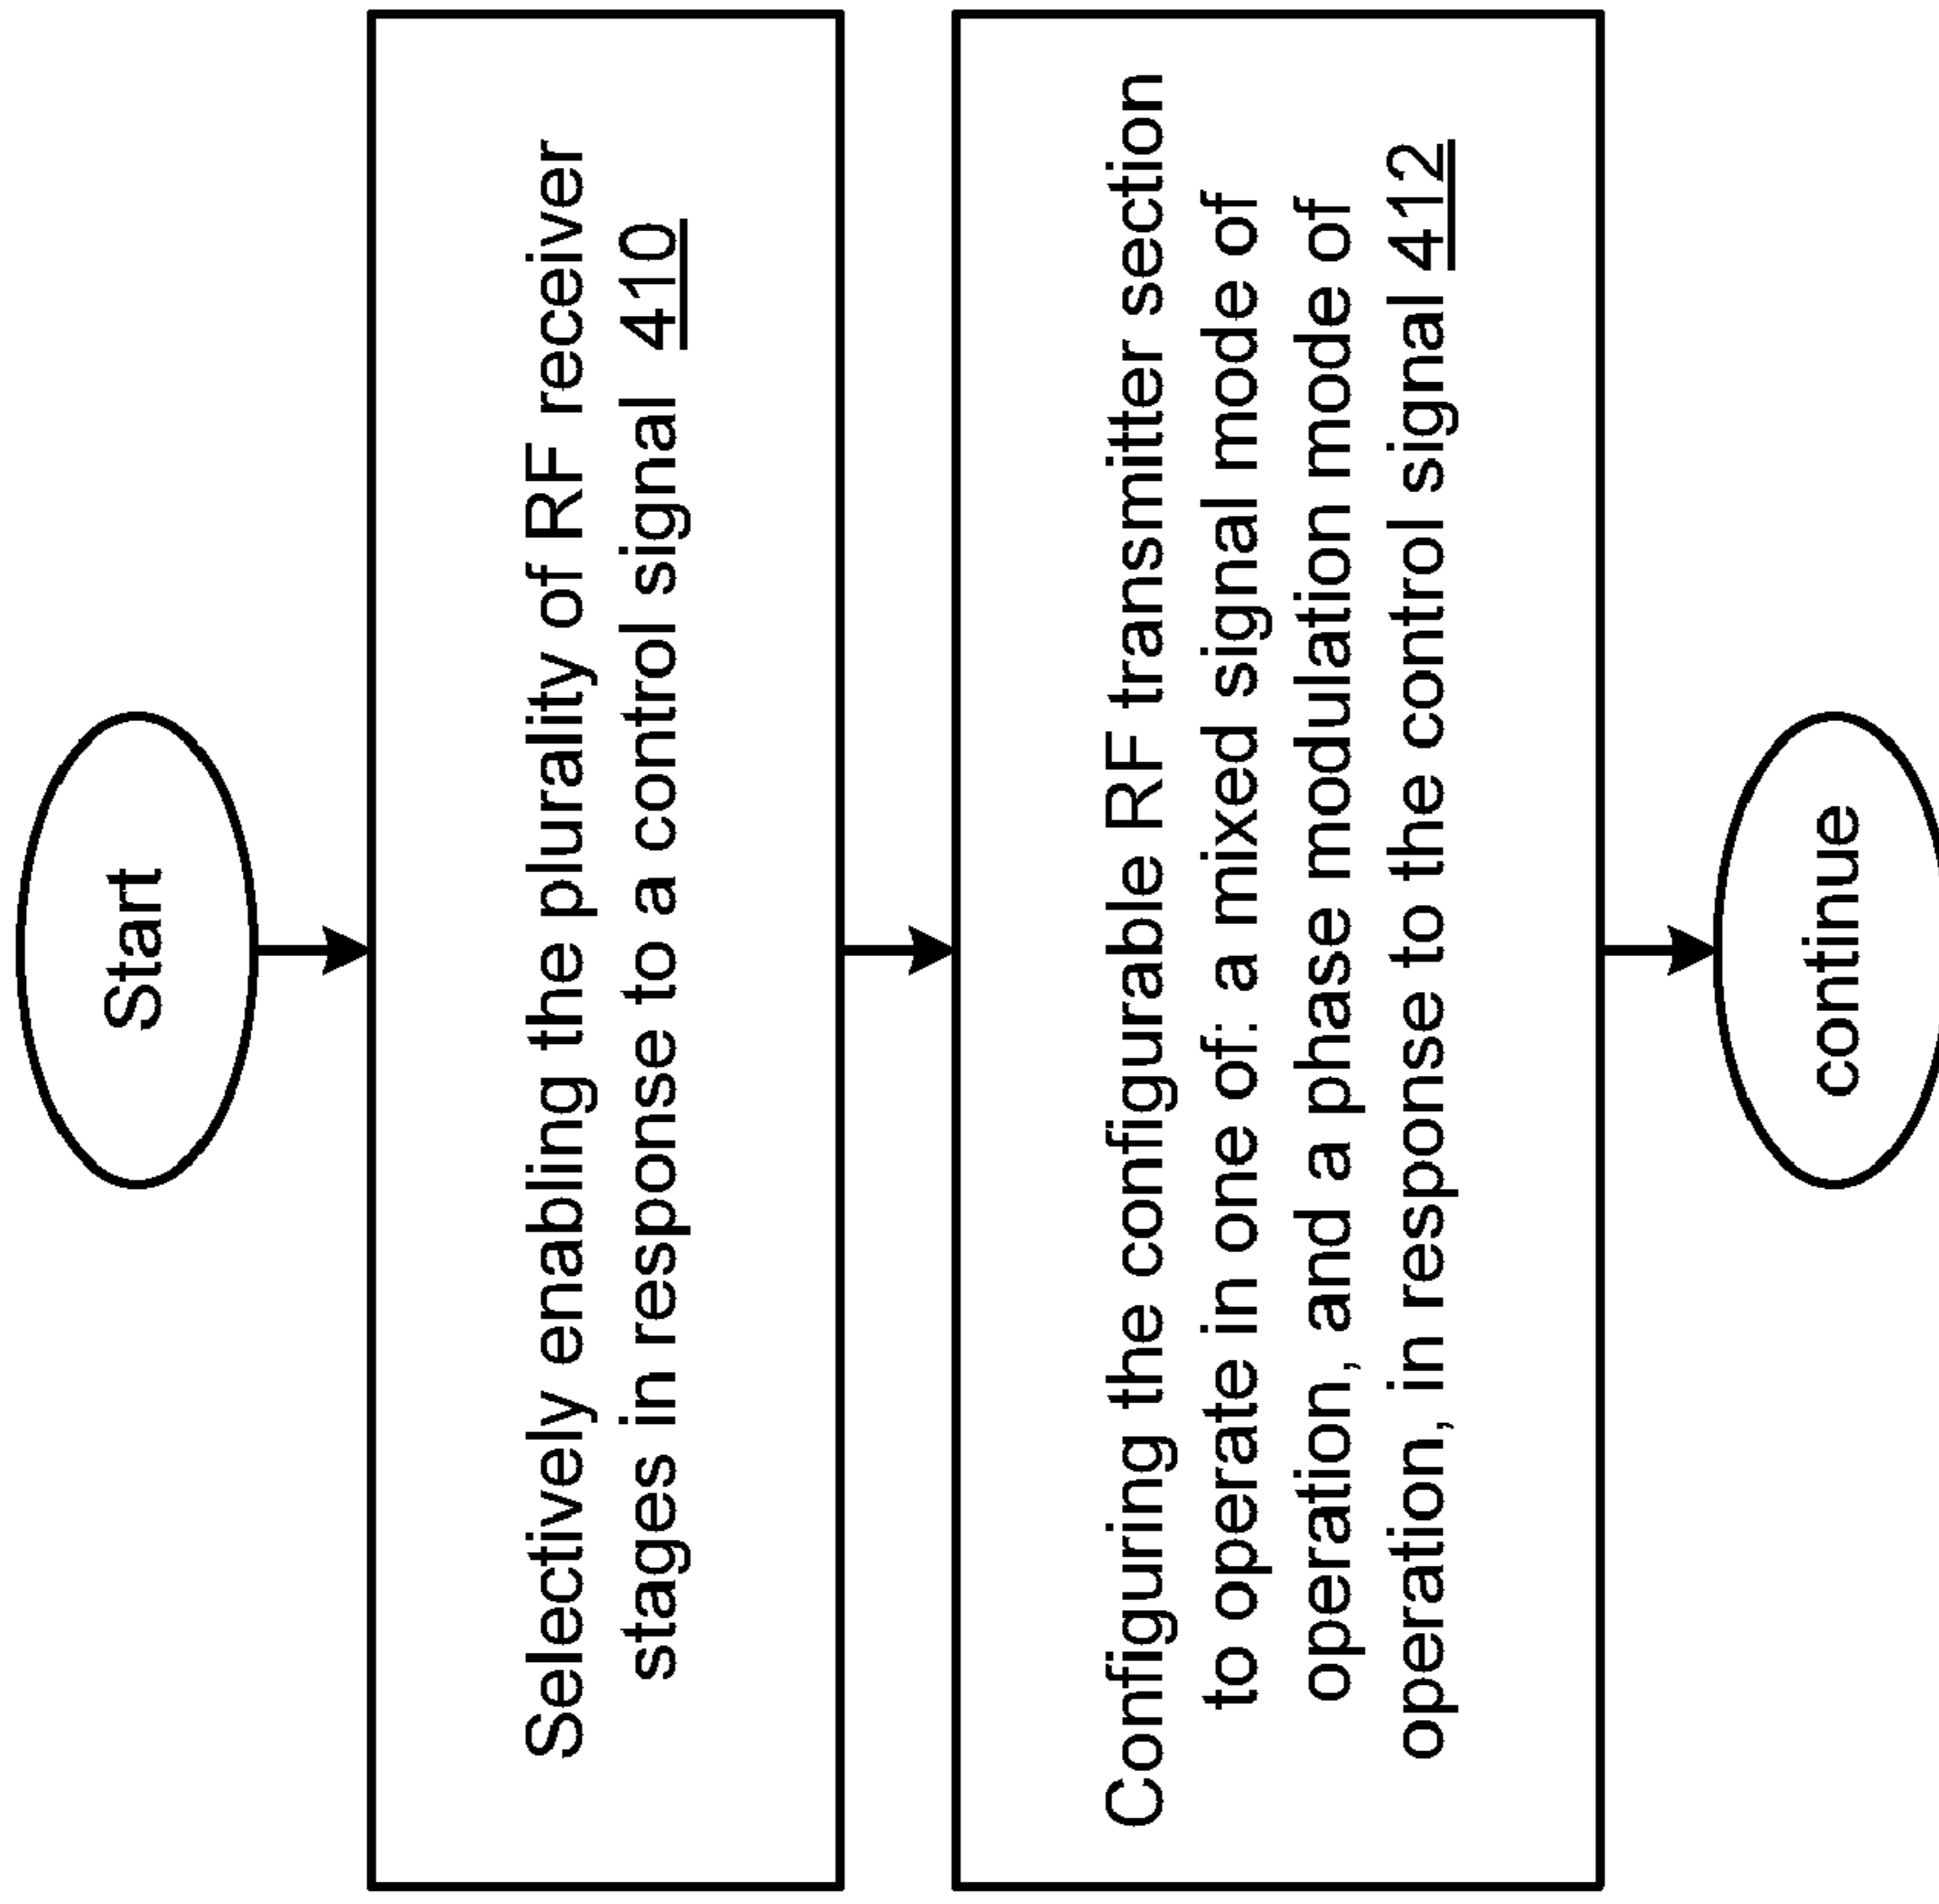 Start
Selectively enabling the plurality of RF receiver
stages in response to a control signal 410
Configuring the configurable RF transmitter section
to operate in one of: a mixed signal mode of
operation, and a phase modulation mode of
operation, in response to the control signal 412
continue